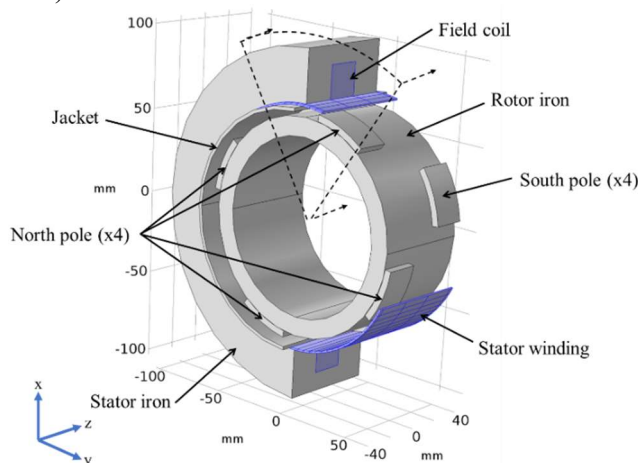 100
Field coil
50
Rotor iron
Jacket
mm
0
South pole (x4)
North pole (x4)
-50
-100
Stator winding
-100
x
-50
40
z
Stator iron
0
0
mm
50
-40
mm
y